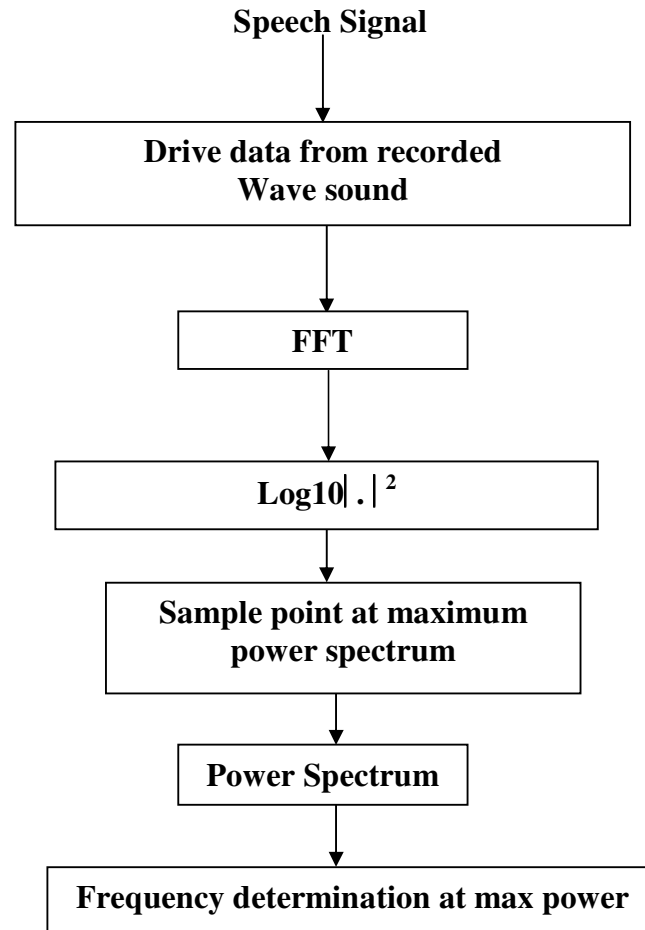 Speech Signal
Drive data from recorded
Wave sound
FFT
Log10| . | ²
Sample point at maximum
power spectrum
Power Spectrum
Frequency determination at max power